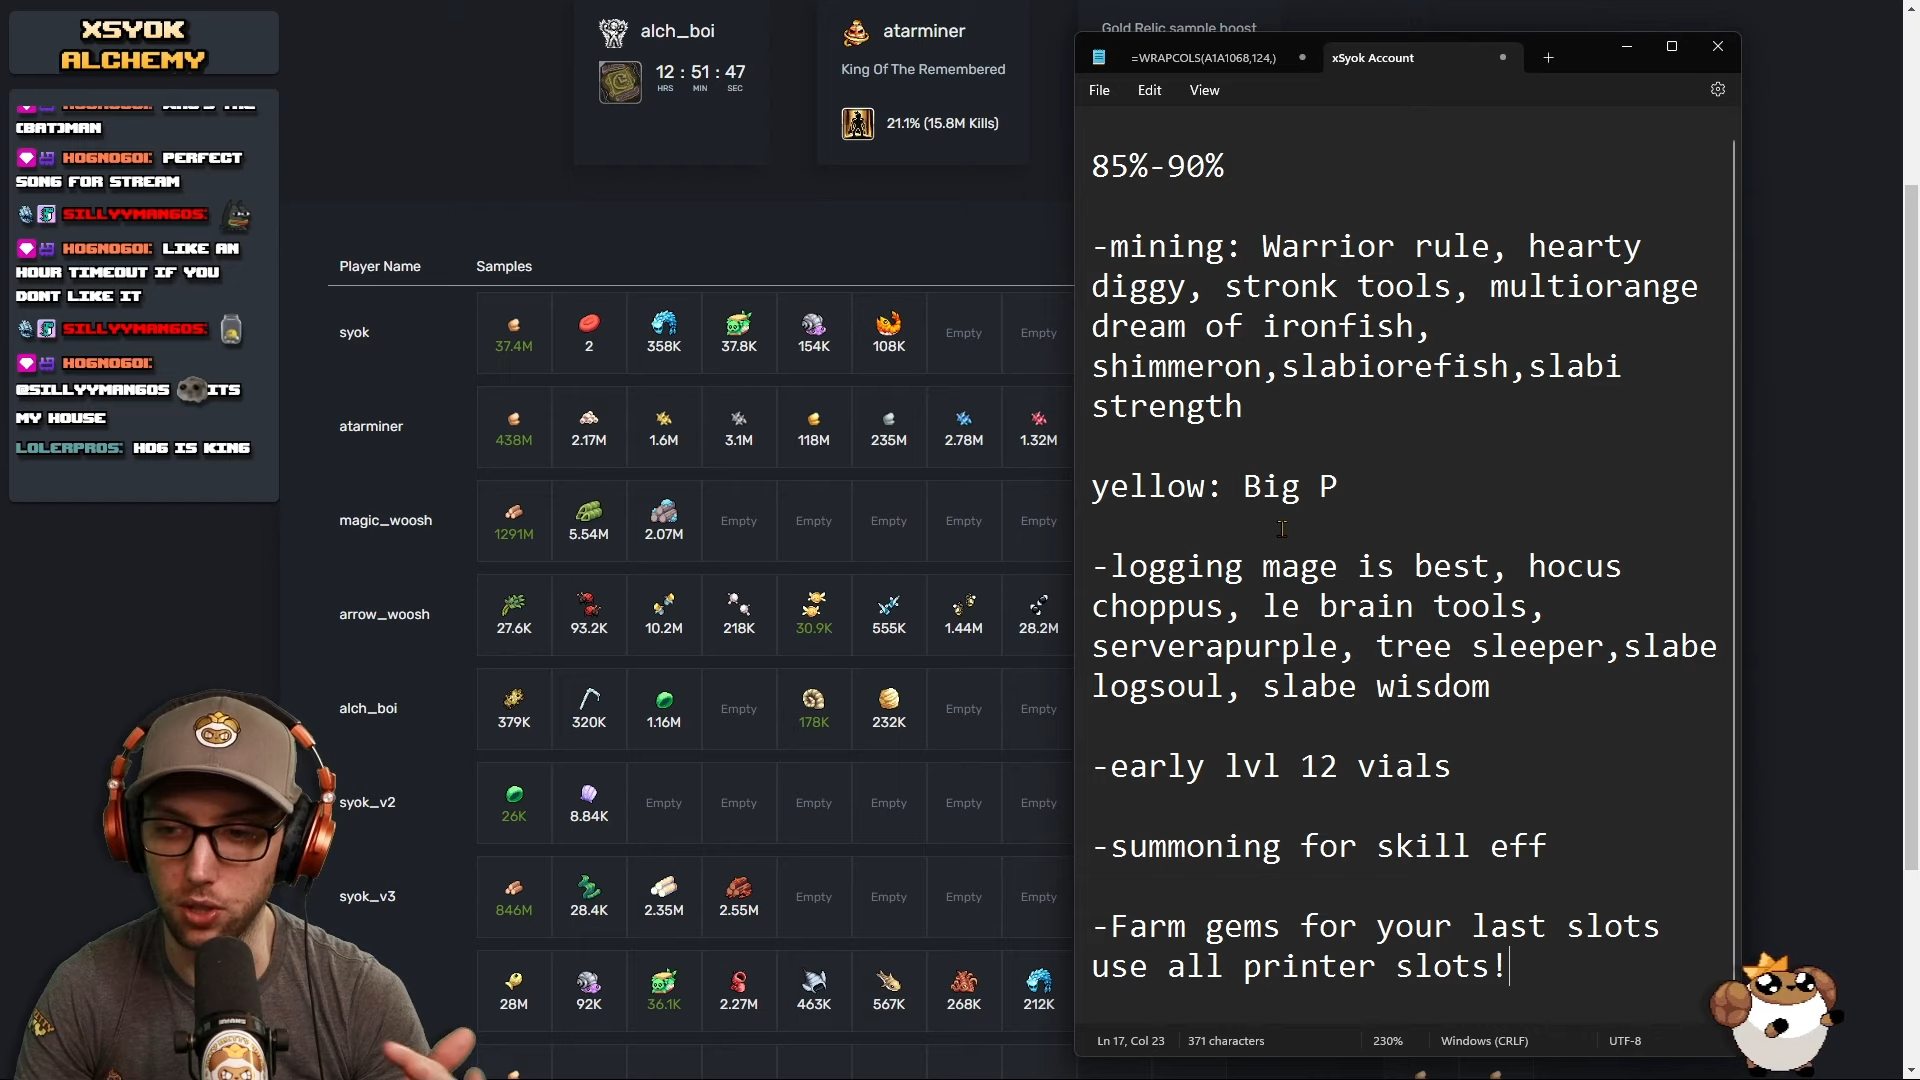 XSYOK
ALCHEMY
(BAT)MAN
HOGNOGOI: PERFECT
SONG FOR STREAM
SILLYYMANGOS:
HOGNOGOI: LIKE AN
HOUR TIMEOUT IF YOU
DONT LIKE IT
SILLYYMANGOS:
HOGNOGOI:
@SILLYYMANGOS ITS
MY HOUSE
LOLERPROS: HOG IS KING
alch_boi
12 : 51 : 47
HRS MIN SEC
atarminer
King Of The Remembered
21.1% (15.8M Kills)
Gold Relic sample boost
Player Name Samples
syok
37.4M 2 358K 37.8K 154K 108K Empty Empty
atarminer
438M 2.17M 1.6M 3.1M 118M 235M 2.78M 1.32M
magic_woosh
1291M 5.54M 2.07M Empty Empty Empty Empty Empty
arrow_woosh
27.6K 93.2K 10.2M 218K 30.9K 555K 1.44M 28.2M
alch_boi
379K 320K 1.16M Empty 178K 232K Empty Empty
syok_v2
26K 8.84K Empty Empty Empty Empty Empty Empty
syok_v3
846M 28.4K 2.35M 2.55M Empty Empty Empty Empty
28M 92K 36.1K 2.27M 463K 567K 268K 212K
=WRAPCOLS(A1A1068,124,)
xSyok Account
File Edit View
85%-90%
-mining: Warrior rule, hearty
diggy, stronk tools, multiorange
dream of ironfish,
shimmeron,slabiorefish,slabi
strength
yellow: Big P
-logging mage is best, hocus
choppus, le brain tools,
serverapurple, tree sleeper,slabe
logsoul, slabe wisdom
-early lvl 12 vials
-summoning for skill eff
-Farm gems for your last slots
use all printer slots!
Ln 17, Col 23 371 characters 230% Windows (CRLF) UTF-8